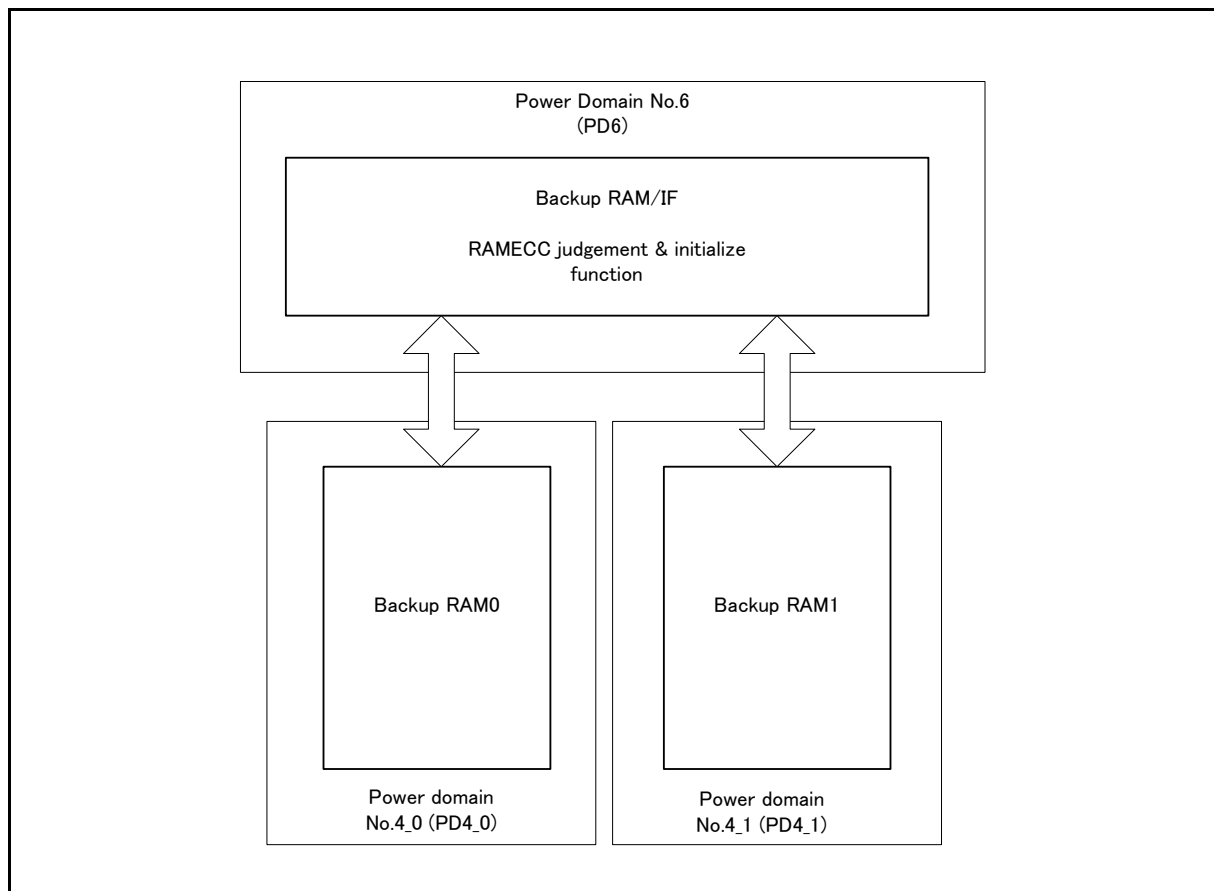 Power Domain No.6
(PD6)
Backup RAM/IF
RAMECC judgement & initialize
function
Backup RAM0
Backup RAM1
Power domain
No.4_0 (PD4_0)
Power domain
No.4_1 (PD4_1)